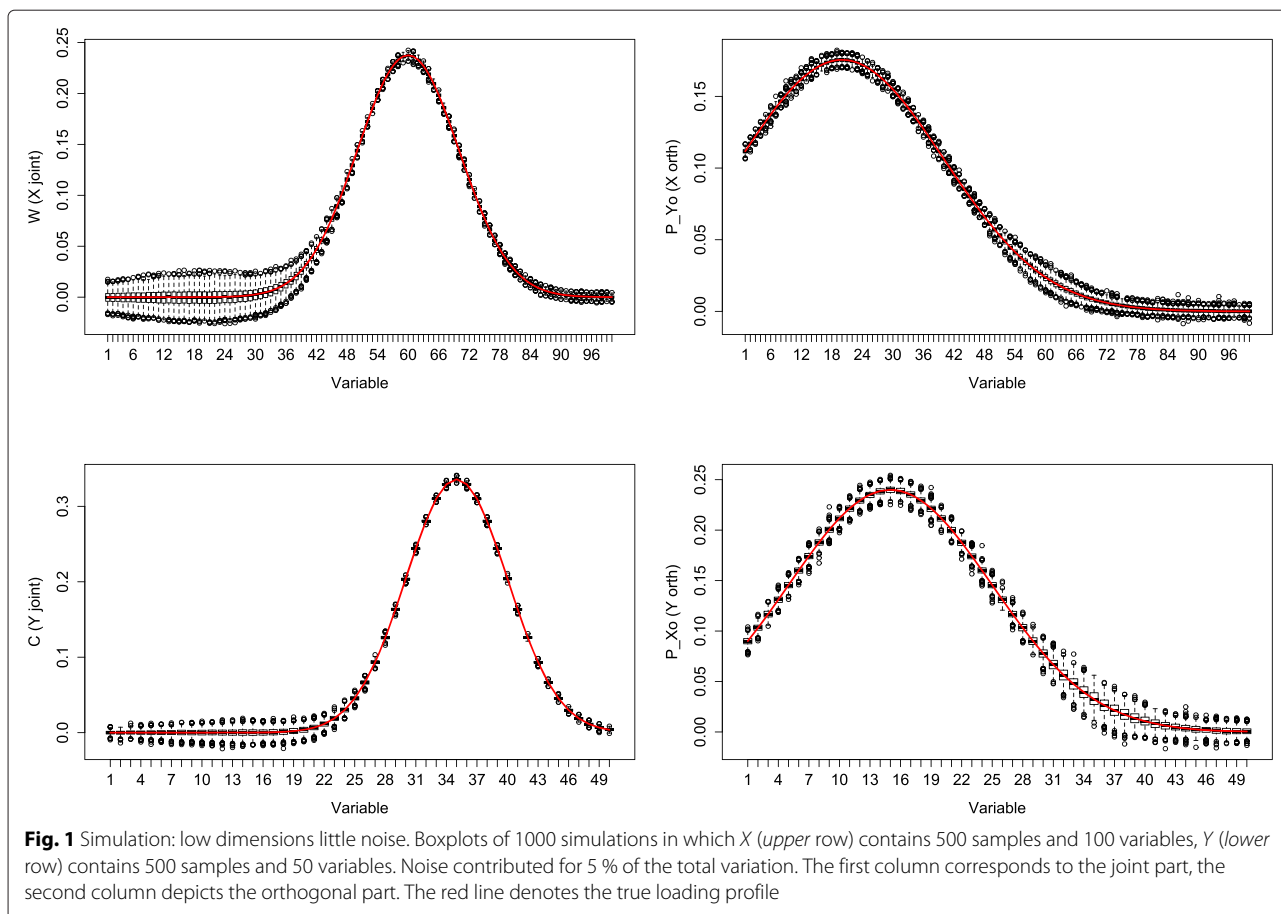 W (X joint)
0.00 0.05 0.10 0.15 0.20 0.25
1 6 12 18 24 30 36 42 48 54 60 66 72 78 84 90 96
Variable
P_Yo (X orth)
0.00 0.05 0.10 0.15
1 6 12 18 24 30 36 42 48 54 60 66 72 78 84 90 96
Variable
C (Y joint)
0.0 0.1 0.2 0.3
1 4 7 10 13 16 19 22 25 28 31 34 37 40 43 46 49
Variable
P_Xo (Y orth)
0.00 0.05 0.10 0.15 0.20 0.25
1 4 7 10 13 16 19 22 25 28 31 34 37 40 43 46 49
Variable
Fig. 1 Simulation: low dimensions little noise. Boxplots of 1000 simulations in which X (upper row) contains 500 samples and 100 variables, Y (lower
row) contains 500 samples and 50 variables. Noise contributed for 5 % of the total variation. The first column corresponds to the joint part, the
second column depicts the orthogonal part. The red line denotes the true loading profile